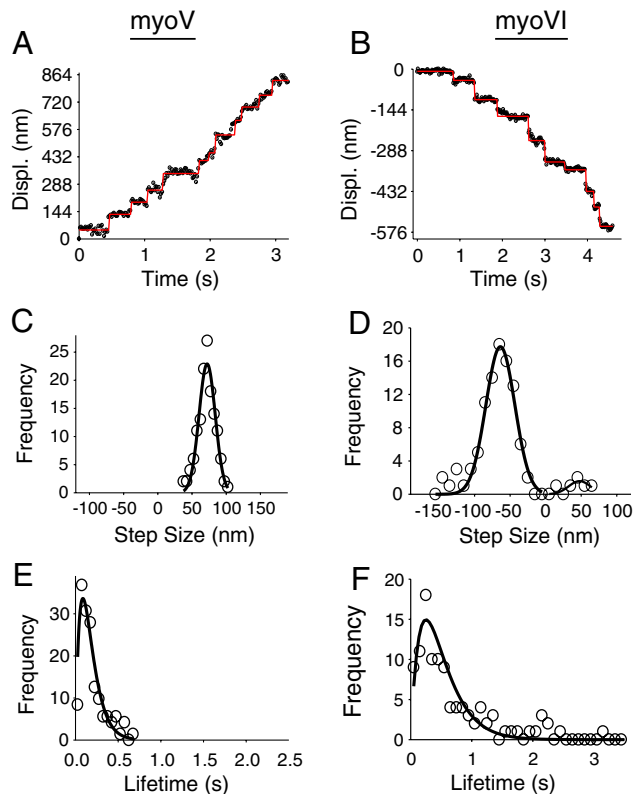 myoV
myoVI
A
B
Displ. (nm)
864
720
576
432
288
144
0
0 1 2 3
Time (s)
Displ. (nm)
0
-144
-288
-432
-576
0 1 2 3 4
Time (s)
C
D
Frequency
25
20
15
10
5
0
-100 -50 0 50 100 150
Step Size (nm)
Frequency
20
16
12
8
4
0
-150 -100 -50 0 50 100
Step Size (nm)
E
F
Frequency
30
20
10
0
0.0 0.5 1.0 1.5 2.0 2.5
Lifetime (s)
Frequency
20
15
10
5
0
0 1 2 3
Lifetime (s)